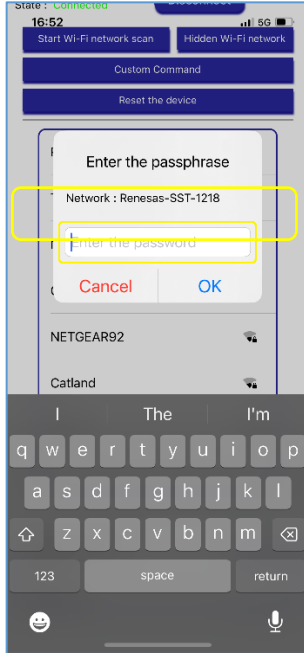 State : Connected
Disconnect
16:52
5G
Start Wi-Fi network scan
Hidden Wi-Fi network
Custom Command
Reset the device
Enter the passphrase
Network : Renesas-SST-1218
Enter the password
Cancel
OK
NETGEAR92
Catland
I
The
I'm
q w e r t y u i o p
a s d f g h j k l
z x c v b n m
123
space
return